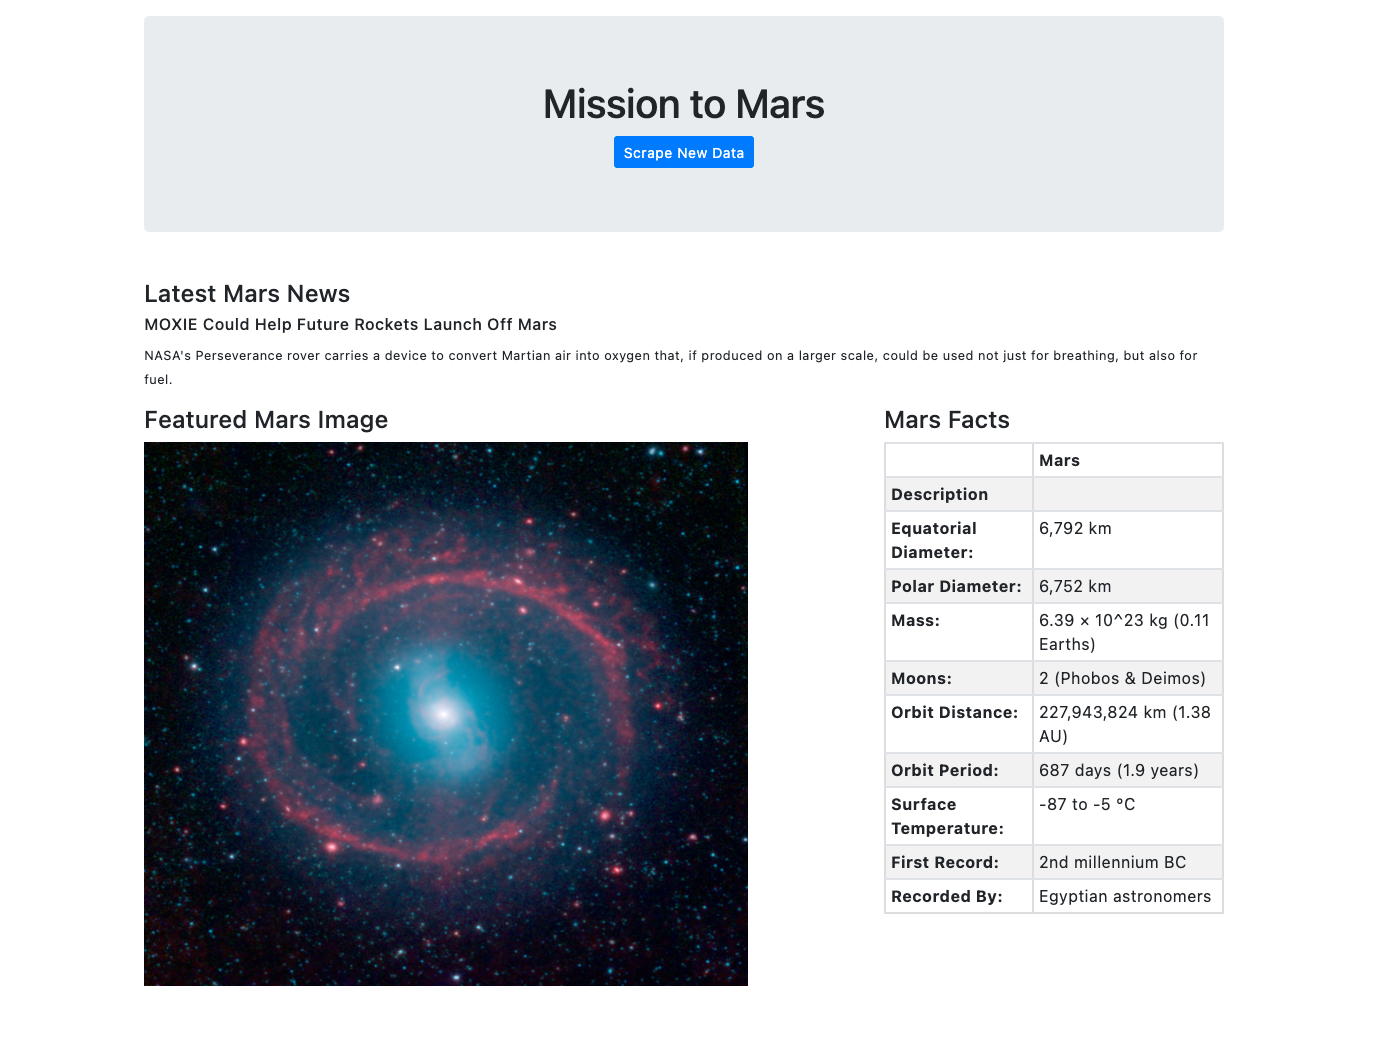 Mission to Mars
Scrape New Data
Latest Mars News
MOXIE Could Help Future Rockets Launch Off Mars
NASA's Perseverance rover carries a device to convert Martian air into oxygen that, if produced on a larger scale, could be used not just for breathing, but also for
fuel.
Featured Mars Image
Mars Facts
Mars
Description
Equatorial
Diameter:
6,792 km
Polar Diameter:
6,752 km
Mass:
6.39 × 10^23 kg (0.11
Earths)
Moons:
2 (Phobos & Deimos)
Orbit Distance:
227,943,824 km (1.38
AU)
Orbit Period:
687 days (1.9 years)
Surface
Temperature:
-87 to -5 °C
First Record:
2nd millennium BC
Recorded By:
Egyptian astronomers